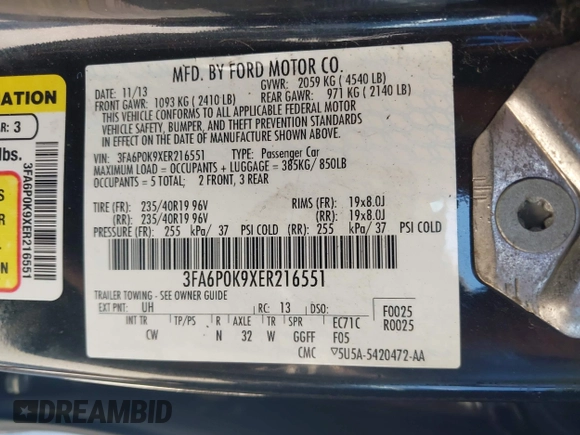 MFD. BY FORD MOTOR CO.
DATE: 11/13 GVWR: 2059 KG ( 4540 LB)
FRONT GAWR: 1093 KG ( 2410 LB) REAR GAWR: 971 KG ( 2140 LB)
THIS VEHICLE CONFORMS TO ALL APPLICABLE FEDERAL MOTOR
VEHICLE SAFETY, BUMPER, AND THEFT PREVENTION STANDARDS
IN EFFECT ON THE DATE OF MANUFACTURE SHOWN ABOVE.
VIN: 3FA6P0K9XER216551 TYPE: Passenger Car
MAXIMUM LOAD = OCCUPANTS + LUGGAGE = 385KG/ 850LB
OCCUPANTS = 5 TOTAL; 2 FRONT, 3 REAR
TIRE (FR): 235/40R19 96V RIMS (FR): 19x8.0J
(RR): 235/40R19 96V (RR): 19x8.0J
PRESSURE (FR): 255 kPa/ 37 PSI COLD (RR): 255 kPa/ 37 PSI COLD
3FA6P0K9XER216551
TRAILER TOWING - SEE OWNER GUIDE
EXT PNT: UH RC: 13 DSO: F0025
INT TR TP/PS R AXLE TR SPR EC71C R0025
CW N 32 W GGFF F05
CMC ▽5U5A-5420472-AA
AR: 3
lbs.
3FA6P0K9XER216551
ACBIDCARS